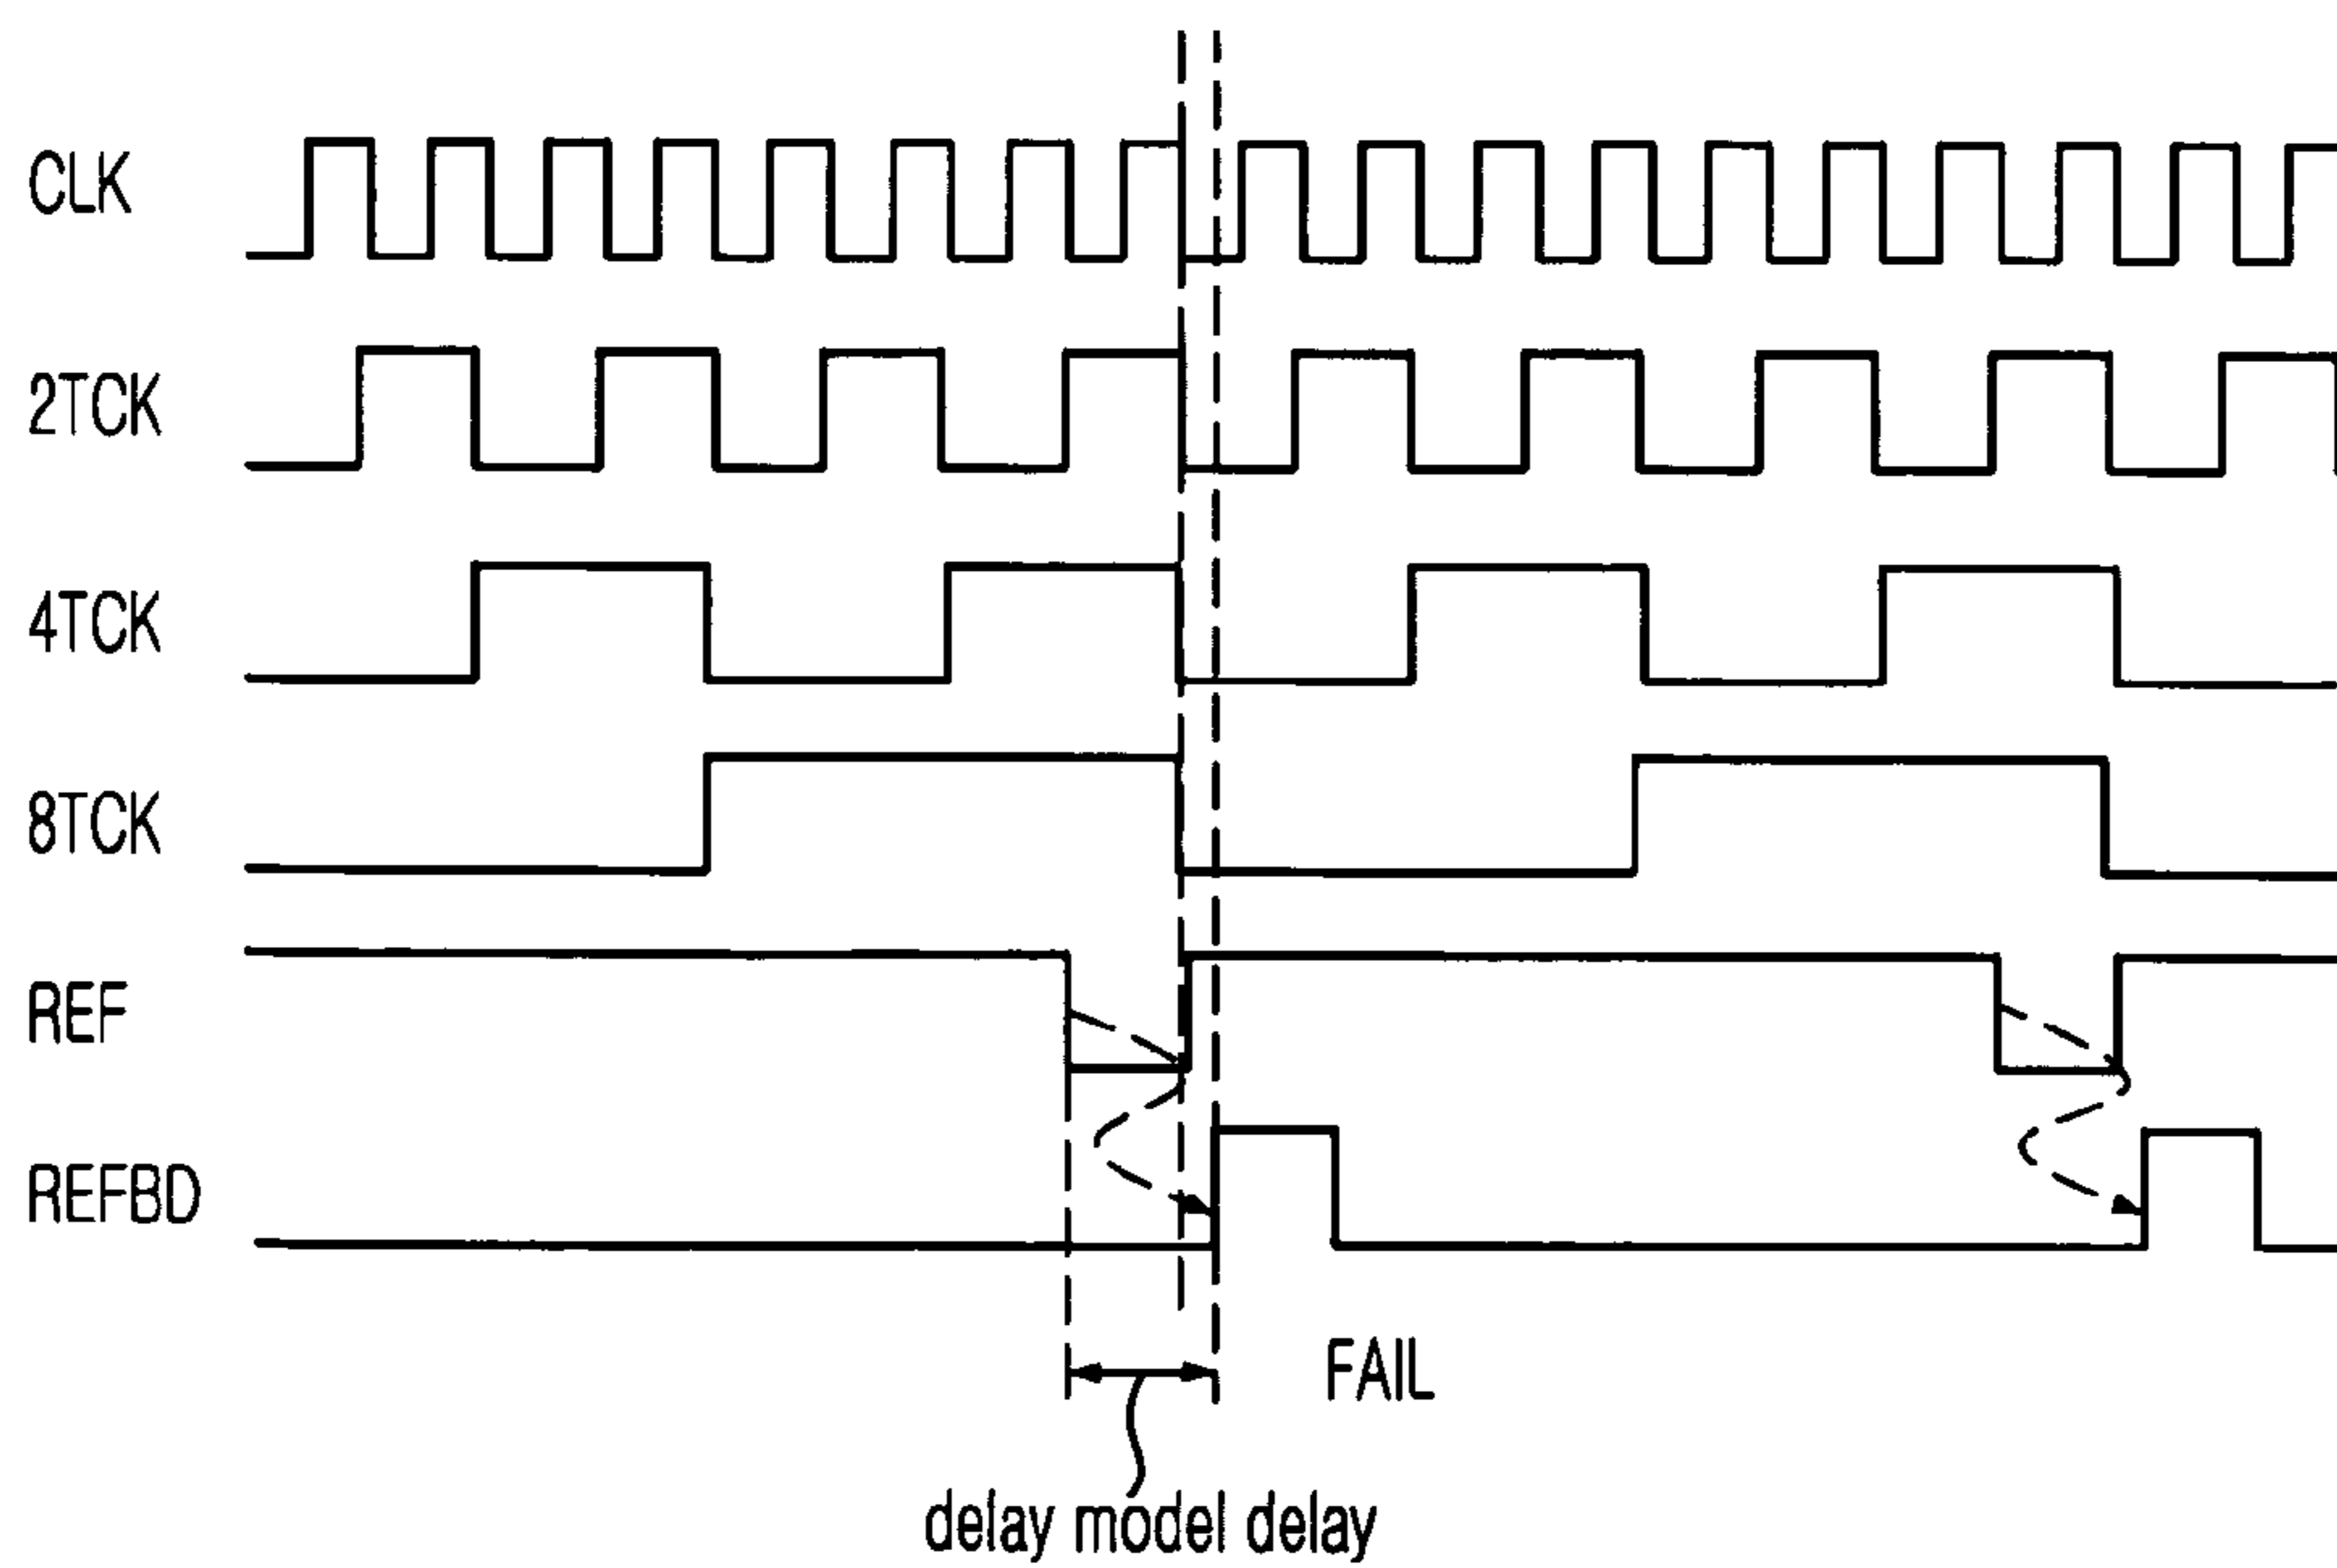 CLK
2TCK
4TCK
8TCK
REF
REFBD
FAIL
delay model delay